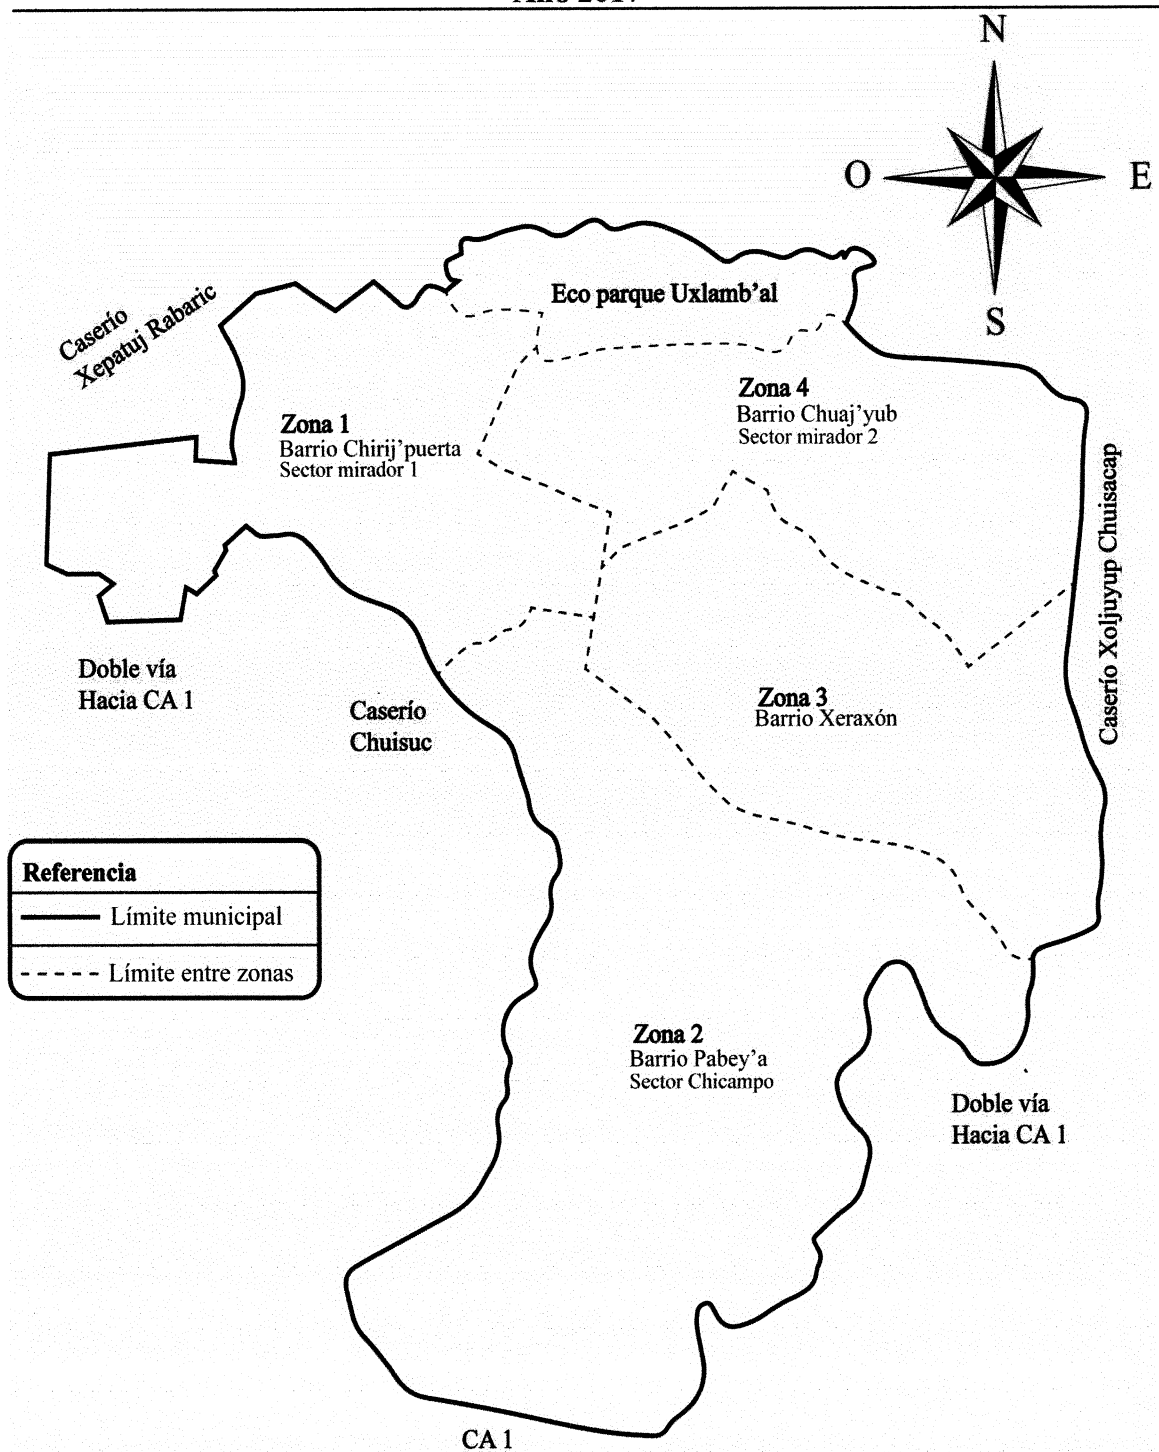 N
O
E
S
Eco parque Uxlamb'al
Caserío
Xepatuj Rabaric
Zona 4
Barrio Chuaj'yub
Sector mirador 2
Zona 1
Barrio Chirij'puerta
Sector mirador 1
Caserío Xoljuyup Chuisacap
Doble vía
Hacia CA 1
Caserío
Chuisuc
Zona 3
Barrio Xeraxón
Referencia
Límite municipal
Límite entre zonas
Zona 2
Barrio Pabey'a
Sector Chicampo
Doble vía
Hacia CA 1
CA 1